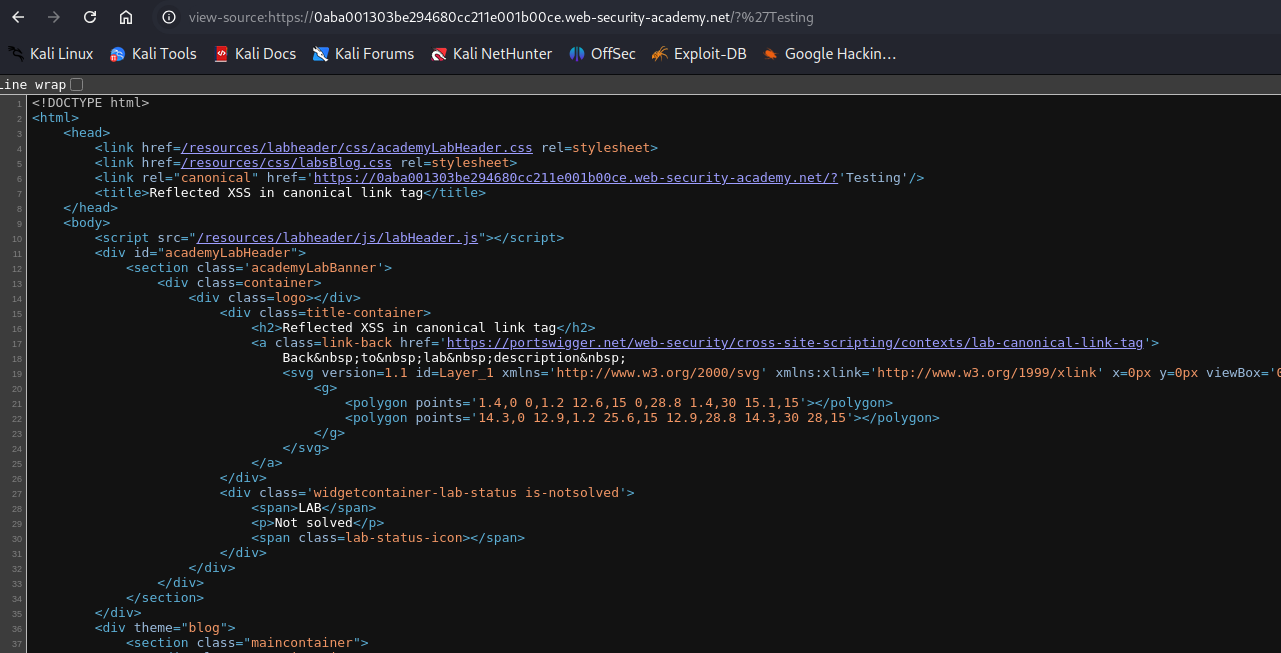 view-source:https://0aba001303be294680cc211e001b00ce.web-security-academy.net/?%27Testing
Kali Linux Kali Tools Kali Docs Kali Forums Kali NetHunter OffSec Exploit-DB Google Hackin…
Line wrap
1 <!DOCTYPE html>
2 <html>
3 <head>
4 <link href=/resources/labheader/css/academyLabHeader.css rel=stylesheet>
5 <link href=/resources/css/labsBlog.css rel=stylesheet>
6 <link rel="canonical" href='https://0aba001303be294680cc211e001b00ce.web-security-academy.net/?'Testing'/>
7 <title>Reflected XSS in canonical link tag</title>
8 </head>
9 <body>
10 <script src="/resources/labheader/js/labHeader.js"></script>
11 <div id="academyLabHeader">
12 <section class='academyLabBanner'>
13 <div class=container>
14 <div class=logo></div>
15 <div class=title-container>
16 <h2>Reflected XSS in canonical link tag</h2>
17 <a class=link-back href='https://portswigger.net/web-security/cross-site-scripting/contexts/lab-canonical-link-tag'>
18 Back&nbsp;to&nbsp;lab&nbsp;description&nbsp;
19 <svg version=1.1 id=Layer_1 xmlns='http://www.w3.org/2000/svg' xmlns:xlink='http://www.w3.org/1999/xlink' x=0px y=0px viewBox='0
20 <g>
21 <polygon points='1.4,0 0,1.2 12.6,15 0,28.8 1.4,30 15.1,15'></polygon>
22 <polygon points='14.3,0 12.9,1.2 25.6,15 12.9,28.8 14.3,30 28,15'></polygon>
23 </g>
24 </svg>
25 </a>
26 </div>
27 <div class='widgetcontainer-lab-status is-notsolved'>
28 <span>LAB</span>
29 <p>Not solved</p>
30 <span class=lab-status-icon></span>
31 </div>
32 </div>
33 </div>
34 </section>
35 </div>
36 <div theme="blog">
37 <section class="maincontainer">